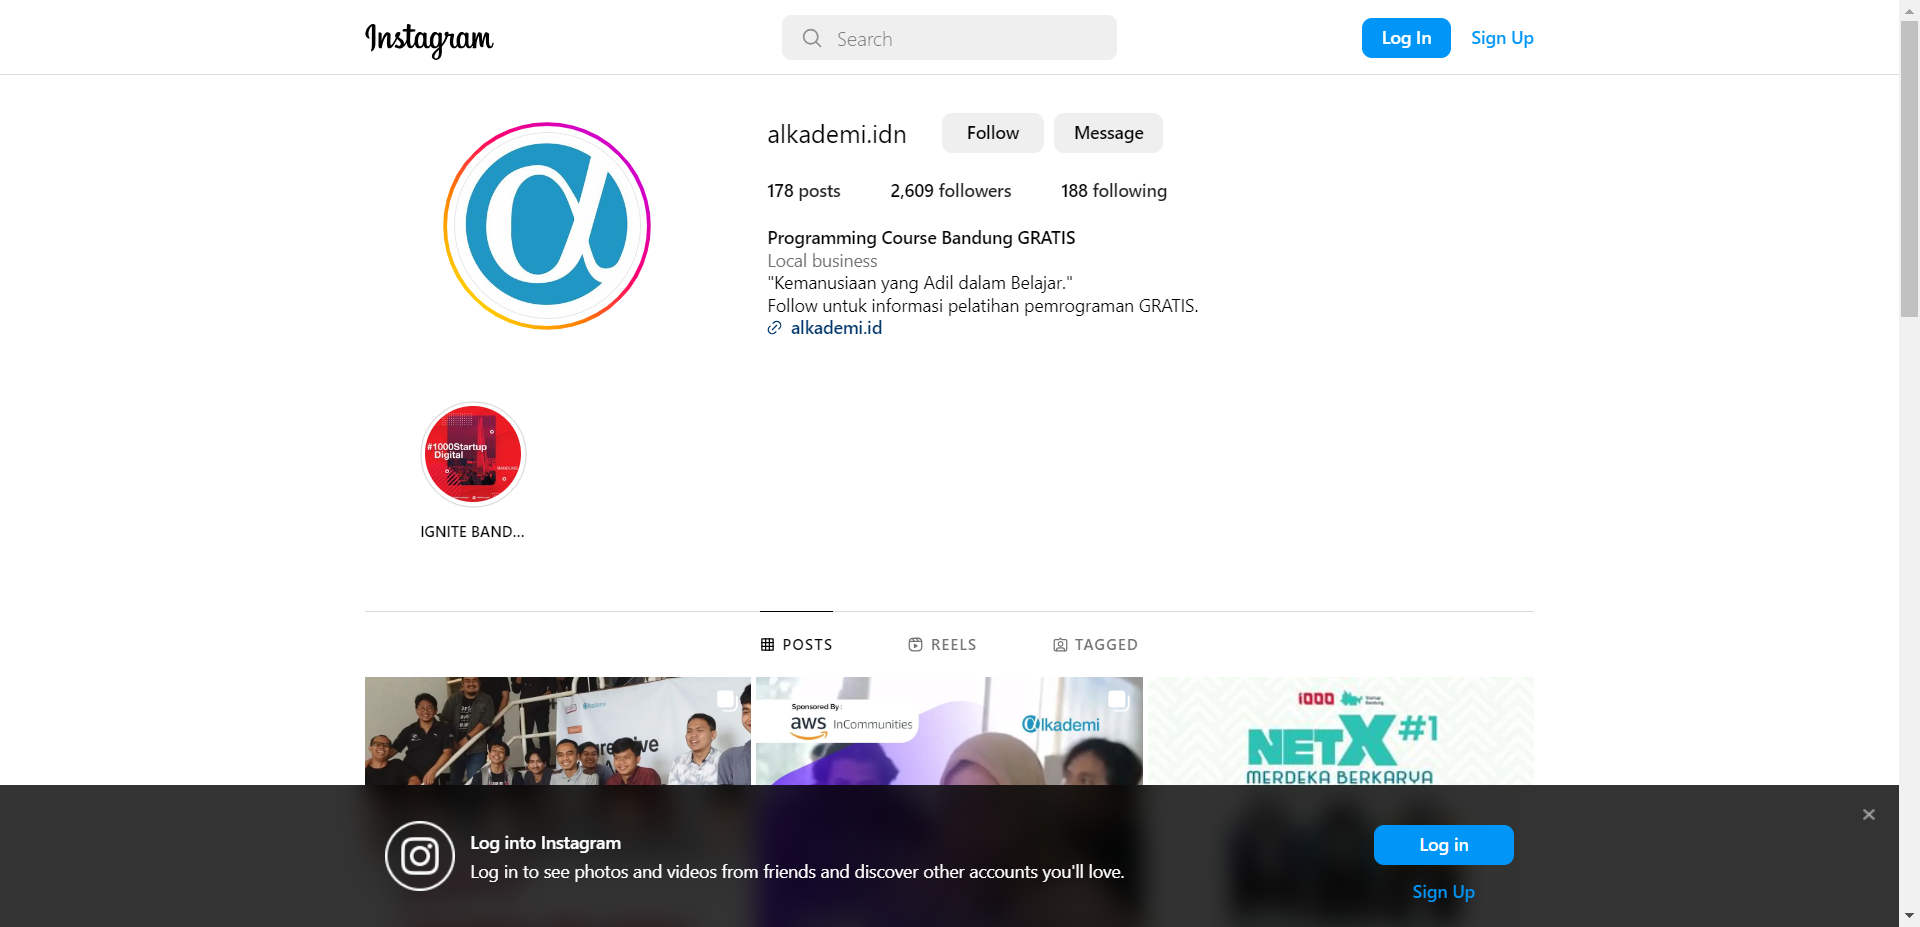 Instagram
Search
Log In
Sign Up
alkademi.idn
Follow
Message
178 posts
2,609 followers
188 following
Programming Course Bandung GRATIS
Local business
"Kemanusiaan yang Adil dalam Belajar."
Follow untuk informasi pelatihan pemrograman GRATIS.
alkademi.id
#1000Startup
Digital
BANDUNG
IGNITE BAND...
POSTS
REELS
TAGGED
alkademi
Sponsored By :
aws InCommunities
alkademi
1000 Startup
Bandung
NETX#1
MERDEKA BERKARYA
Log into Instagram
Log in to see photos and videos from friends and discover other accounts you'll love.
Log in
Sign Up